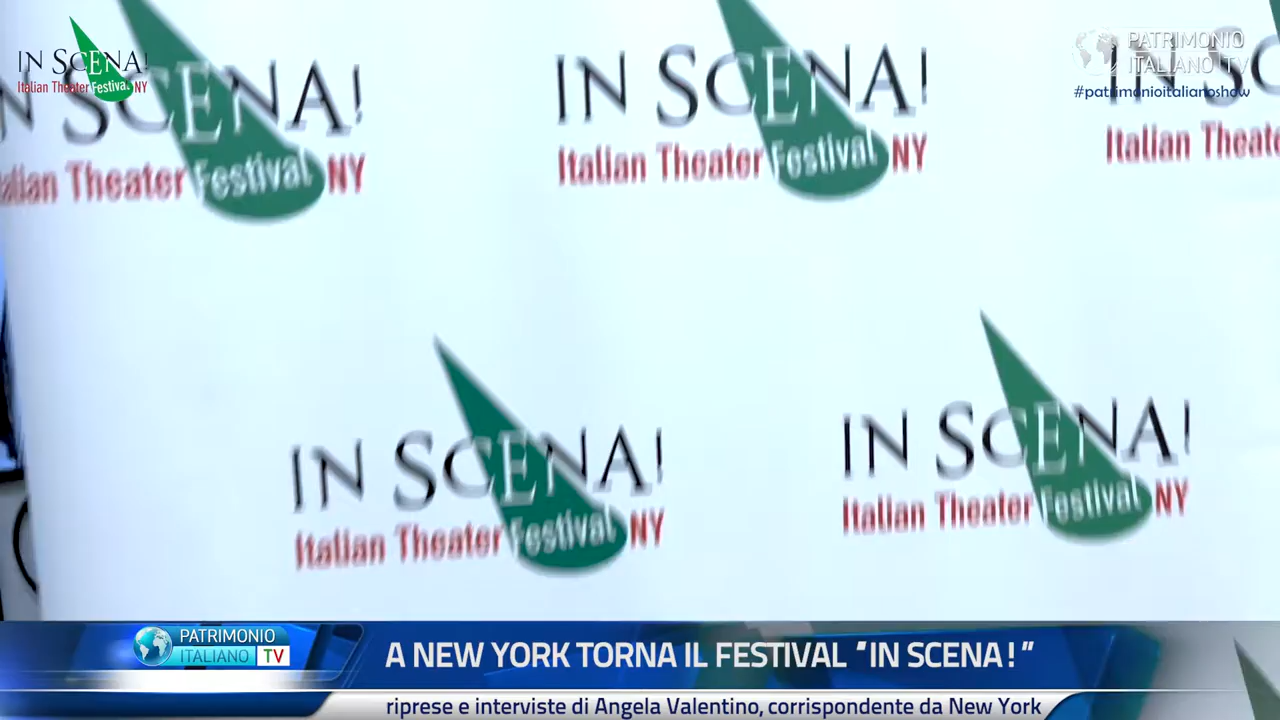 IN SCENA!
Italian Theater Festival NY
PATRIMONIO
ITALIANO TV
#patrimonioitalianoshow
IN SCENA!
Italian Theater Festival NY
IN SCENA!
Italian Theater Festival NY
Italian
IN SCENA!
Italian Theater Festival NY
IN SCENA!
Italian Theater Festival NY
PATRIMONIO
ITALIANO TV
A NEW YORK TORNA IL FESTIVAL "IN SCENA!"
riprese e interviste di Angela Valentino, corrispondente da New York